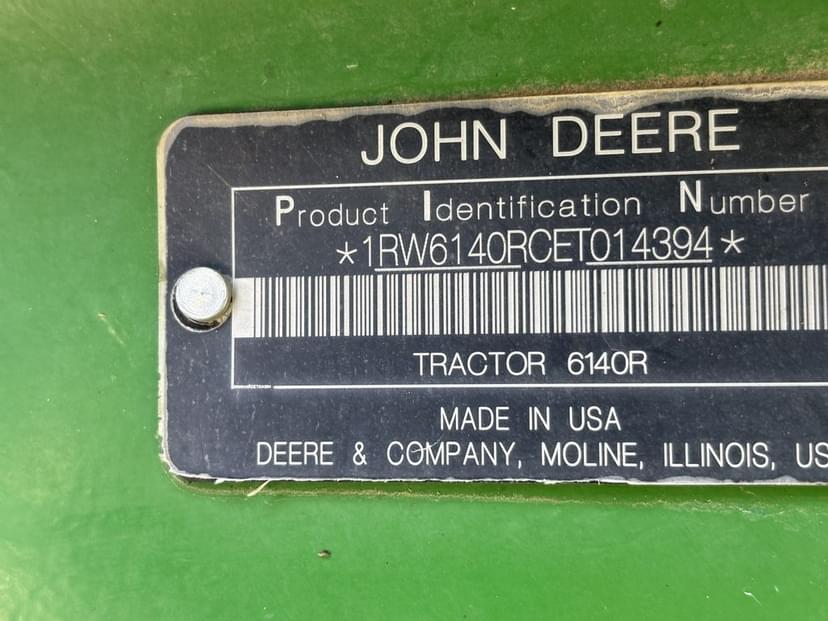 JOHN DEERE
Product Identification Number
*1RW6140RCET014394*
TRACTOR 6140R
MADE IN USA
DEERE & COMPANY, MOLINE, ILLINOIS, US